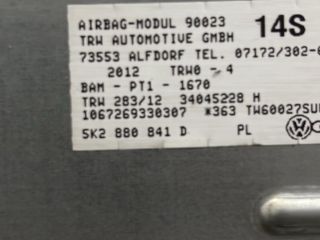 AIRBAG-MODUL 90023 14S
TRW AUTOMOTIVE GMBH
73553 ALFDORF TEL. 07172/302-
2012 TRW0 - 4
BAM - PT1 - 1670
TRW 283/12 34045228 H
1067269330307 *363 TW60027SU
5K2 880 841 D PL